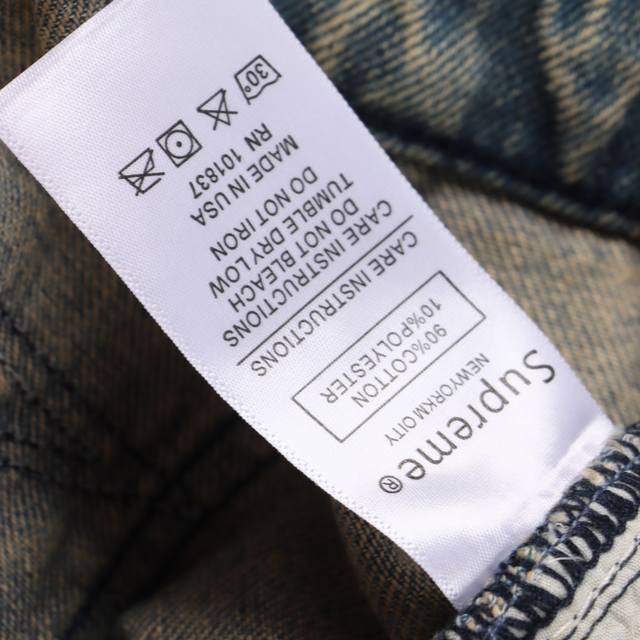 Supreme®
NEWYORKMI CITY
90%COTTON
10%POLYESTER
CARE INSTRUCTIONS
CARE INSTRUCTIONS
DO NOT BLEACH
TUMBLE DRY LOW
DO NOT IRON
MADE IN USA
RN 101837
30°